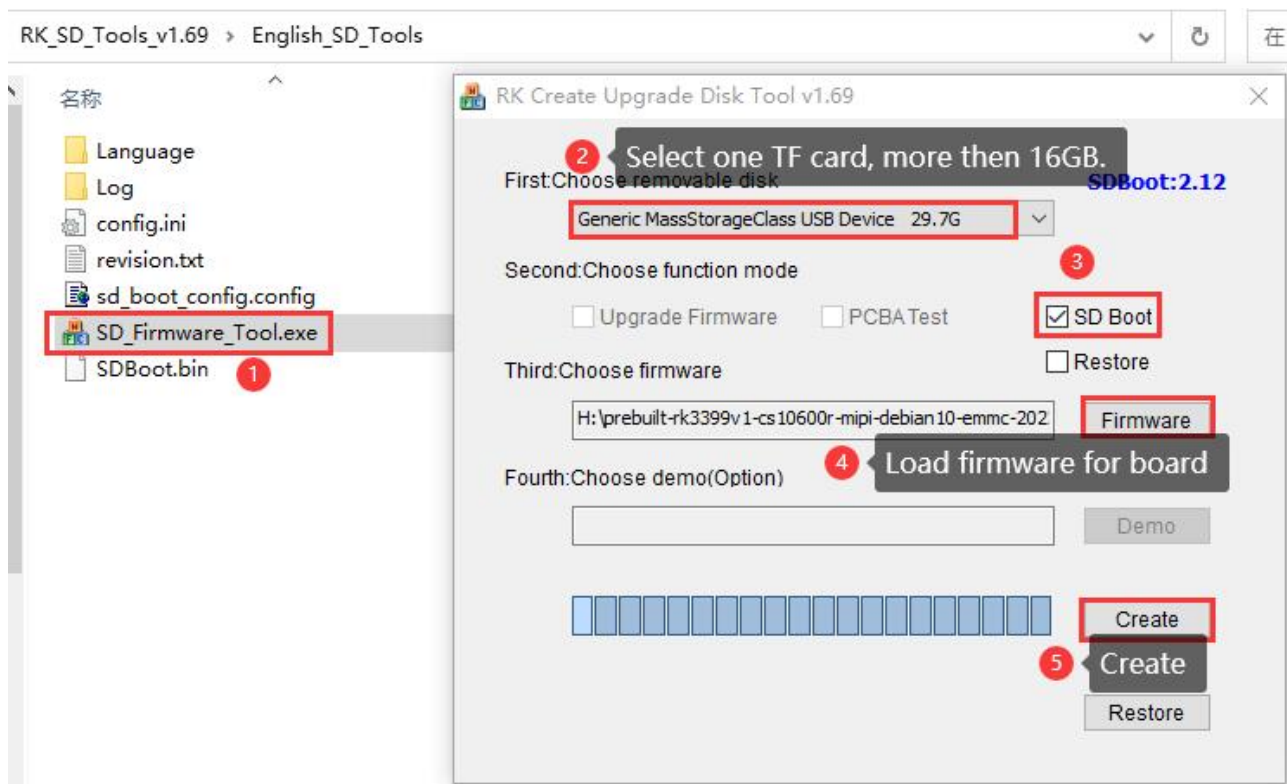 RK_SD_Tools_v1.69 › English_SD_Tools
在
名称
Language
Log
config.ini
revision.txt
sd_boot_config.config
SD_Firmware_Tool.exe
SDBoot.bin
1
RK Create Upgrade Disk Tool v1.69
2 Select one TF card, more then 16GB.
First:Choose removable disk
SDBoot:2.12
Generic MassStorageClass USB Device 29.7G
3
Second:Choose function mode
Upgrade Firmware PCBA Test SD Boot
Restore
Third:Choose firmware
H:\prebuilt-rk3399v1-cs10600r-mipi-debian10-emmc-202 Firmware
4 Load firmware for board
Fourth:Choose demo(Option)
Demo
Create
5 Create
Restore